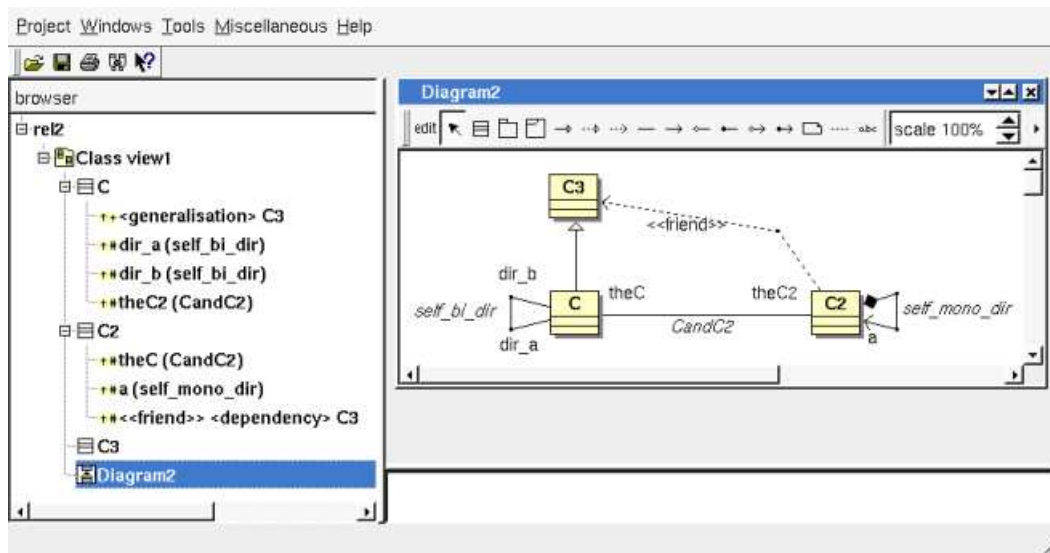 Project Windows Tools Miscellaneous Help
browser
rel2
Class view1
C
<generalisation> C3
dir_a (self_bi_dir)
dir_b (self_bi_dir)
theC2 (CandC2)
C2
theC (CandC2)
a (self_mono_dir)
<<friend>> <dependency> C3
C3
Diagram2
Diagram2
edit
abc
scale 100%
C3
<<friend>>
dir_b
theC
theC2
self_bi_dir
C
C2
self_mono_dir
CandC2
dir_a
a